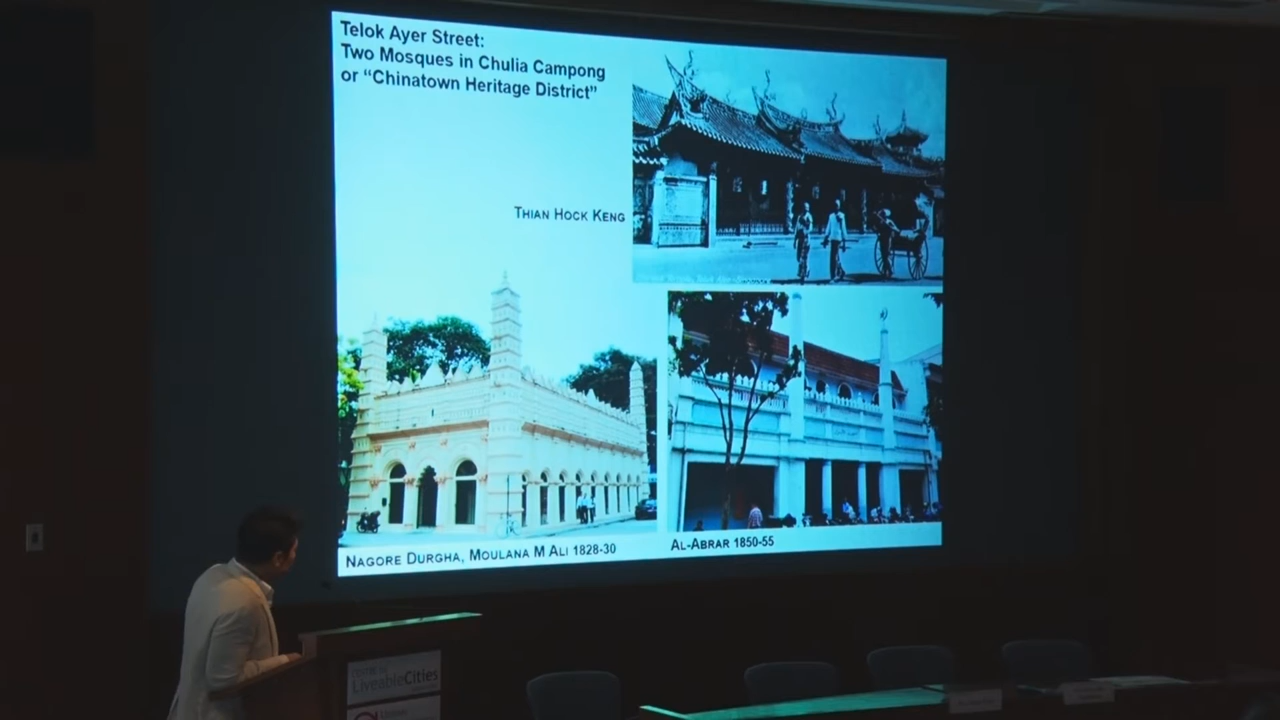 Telok Ayer Street:
Two Mosques in Chulia Campong
or “Chinatown Heritage District”
THIAN HOCK KENG
NAGORE DURGHA, MOULANA M ALI 1828-30
AL-ABRAR 1850-55
LiveableCities